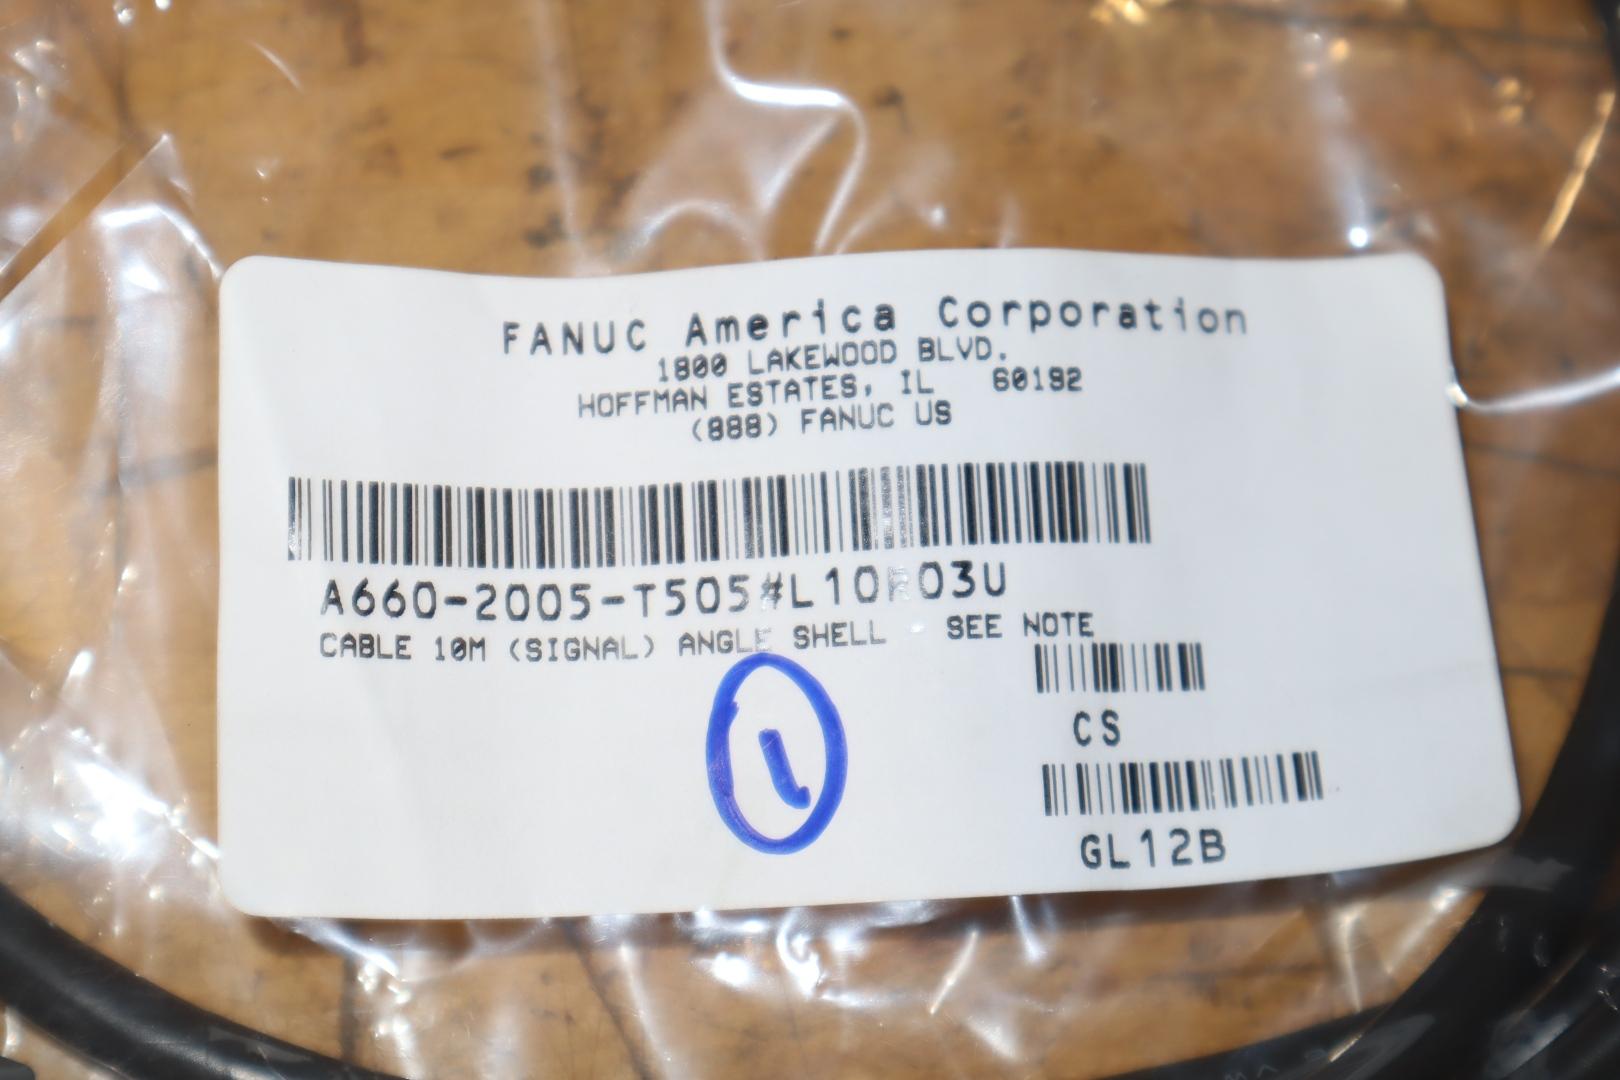 FANUC America Corporation
1800 LAKEWOOD BLVD.
HOFFMAN ESTATES, IL 60192
(888) FANUC US
A660-2005-T505#L10R03U
CABLE 10M (SIGNAL) ANGLE SHELL - SEE NOTE
CS
GL12B
1